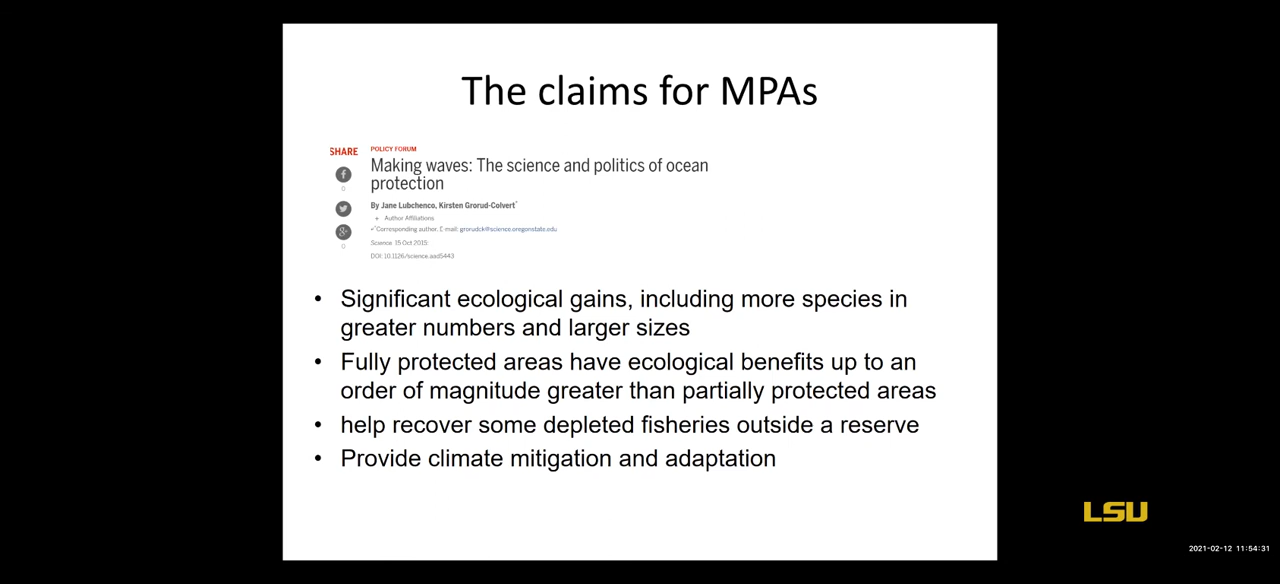 The claims for MPAs
SHARE
POLICY FORUM
Making waves: The science and politics of ocean
protection
0
By Jane Lubchenco, Kirsten Grorud-Colvert*
+ Author Affiliations
↵*Corresponding author. E-mail: grorudck@science.oregonstate.edu
Science 15 Oct 2015:
0
DOI: 10.1126/science.aad5443
• Significant ecological gains, including more species in
greater numbers and larger sizes
• Fully protected areas have ecological benefits up to an
order of magnitude greater than partially protected areas
• help recover some depleted fisheries outside a reserve
• Provide climate mitigation and adaptation
LSU
2021-02-12 11:54:31